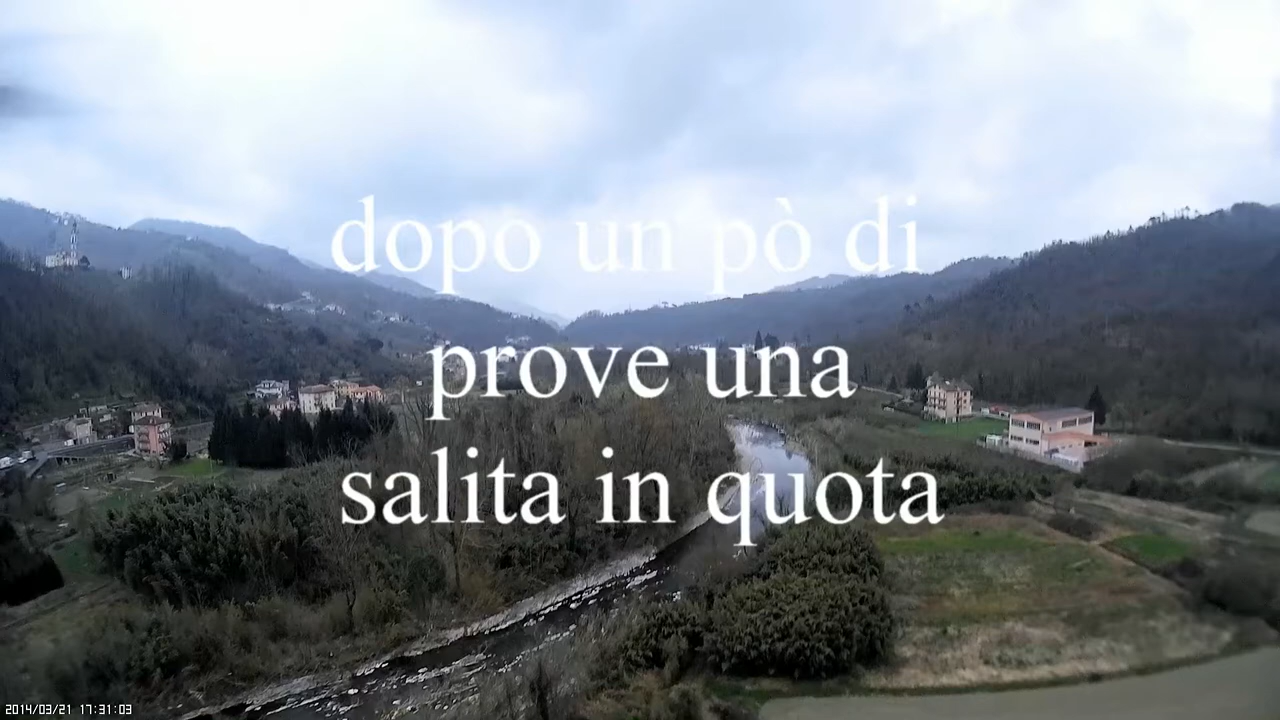 dopo un pò di
prove una
salita in quota
2014/03/21 17:31:03